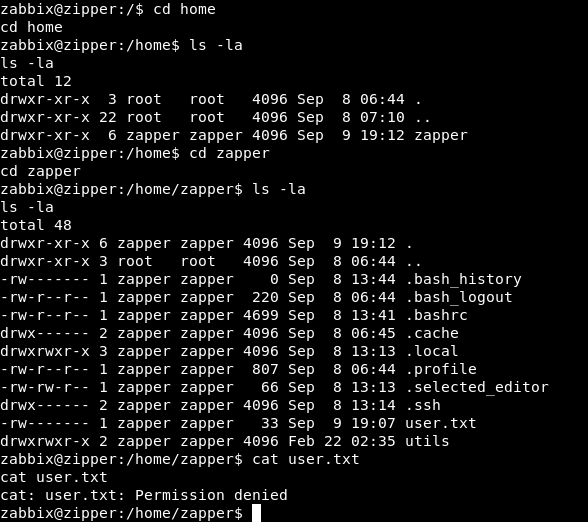 zabbix@zipper:/$ cd home
cd home
zabbix@zipper:/home$ ls -la
ls -la
total 12
drwxr-xr-x  3 root   root   4096 Sep  8 06:44 .
drwxr-xr-x 22 root   root   4096 Sep  8 07:10 ..
drwxr-xr-x  6 zapper zapper 4096 Sep  9 19:12 zapper
zabbix@zipper:/home$ cd zapper
cd zapper
zabbix@zipper:/home/zapper$ ls -la
ls -la
total 48
drwxr-xr-x 6 zapper zapper 4096 Sep  9 19:12 .
drwxr-xr-x 3 root   root   4096 Sep  8 06:44 ..
-rw------- 1 zapper zapper    0 Sep  8 13:44 .bash_history
-rw-r--r-- 1 zapper zapper  220 Sep  8 06:44 .bash_logout
-rw-r--r-- 1 zapper zapper 4699 Sep  8 13:41 .bashrc
drwx------ 2 zapper zapper 4096 Sep  8 06:45 .cache
drwxrwxr-x 3 zapper zapper 4096 Sep  8 13:13 .local
-rw-r--r-- 1 zapper zapper  807 Sep  8 06:44 .profile
-rw-rw-r-- 1 zapper zapper   66 Sep  8 13:13 .selected_editor
drwx------ 2 zapper zapper 4096 Sep  8 13:14 .ssh
-rw------- 1 zapper zapper   33 Sep  9 19:07 user.txt
drwxrwxr-x 2 zapper zapper 4096 Feb 22 02:35 utils
zabbix@zipper:/home/zapper$ cat user.txt
cat user.txt
cat: user.txt: Permission denied
zabbix@zipper:/home/zapper$